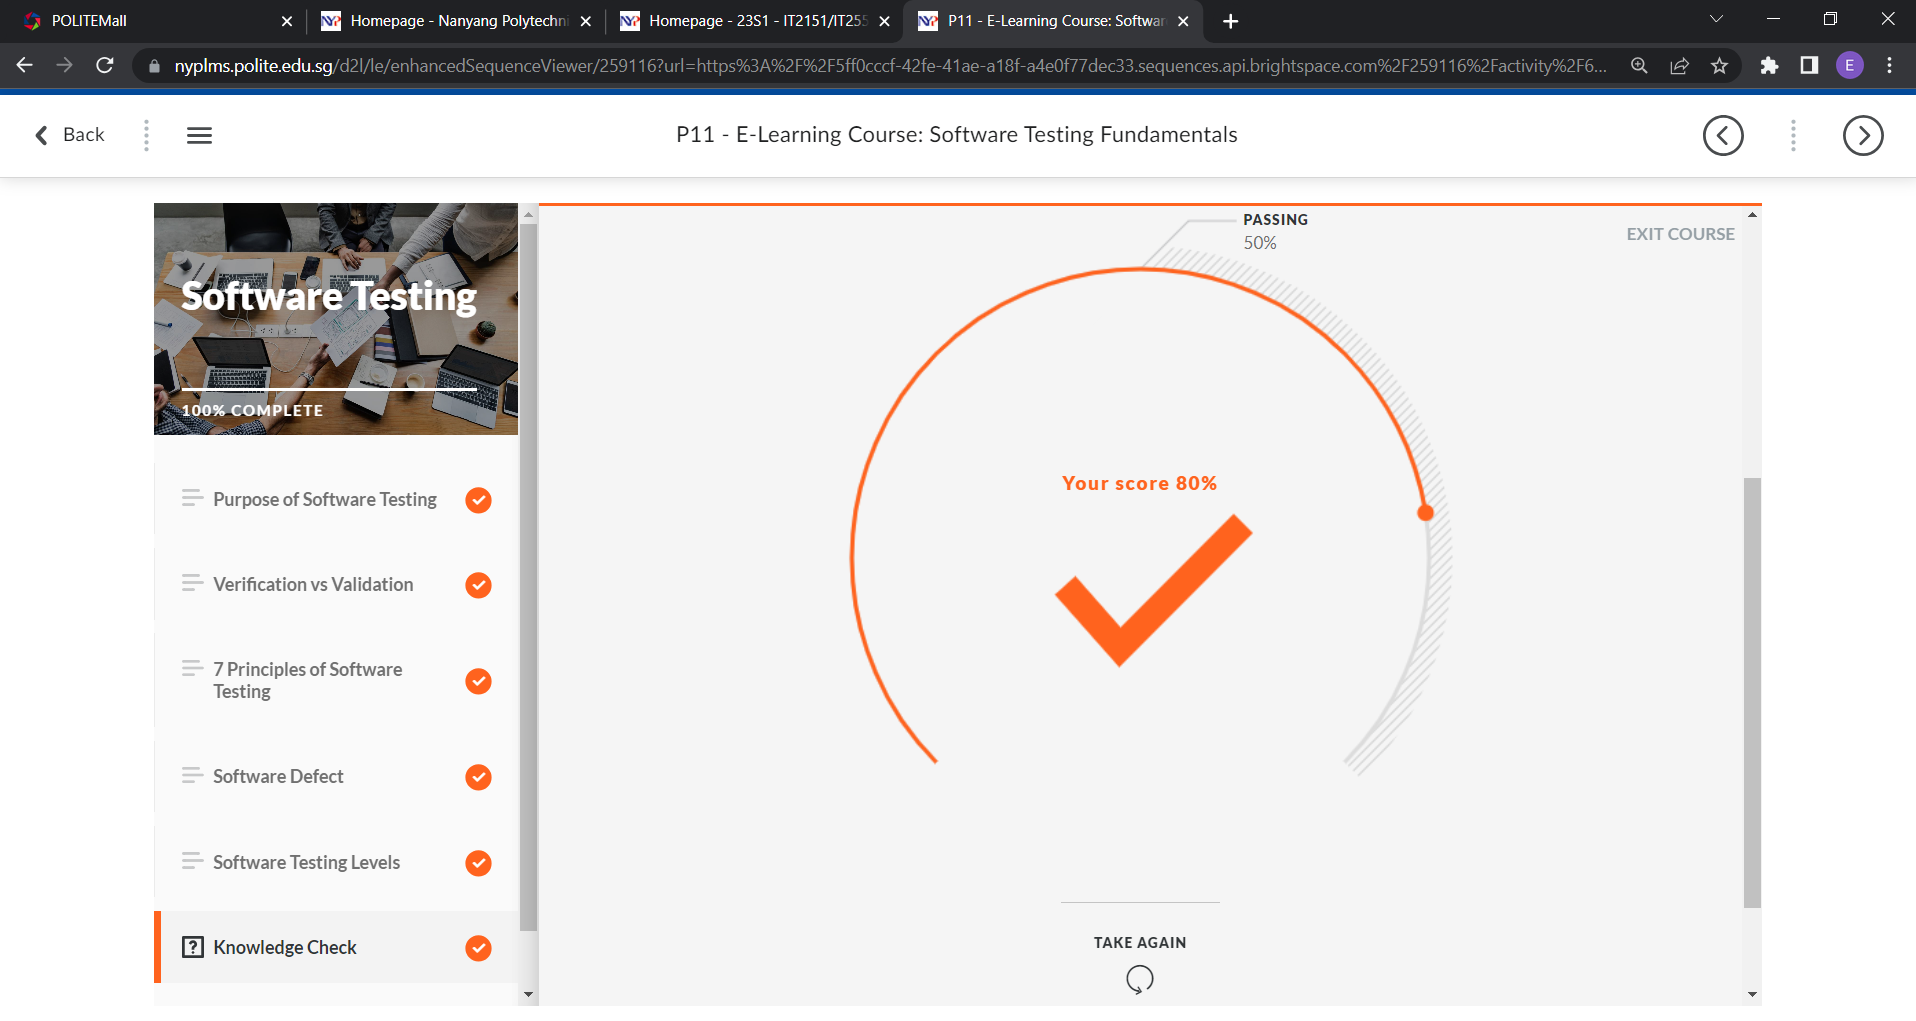 POLITEMall
Homepage - Nanyang Polytechni
Homepage - 23S1 - IT2151/IT255
P11 - E-Learning Course: Softwar
nyplms.polite.edu.sg/d2l/le/enhancedSequenceViewer/259116?url=https%3A%2F%2F5ff0cccf-42fe-41ae-a18f-a4e0f77dec33.sequences.api.brightspace.com%2F259116%2Factivity%2F6...
E
Back
P11 - E-Learning Course: Software Testing Fundamentals
Software Testing
100% COMPLETE
Purpose of Software Testing
Verification vs Validation
7 Principles of Software
Testing
Software Defect
Software Testing Levels
? Knowledge Check
PASSING
50%
EXIT COURSE
Your score 80%
TAKE AGAIN